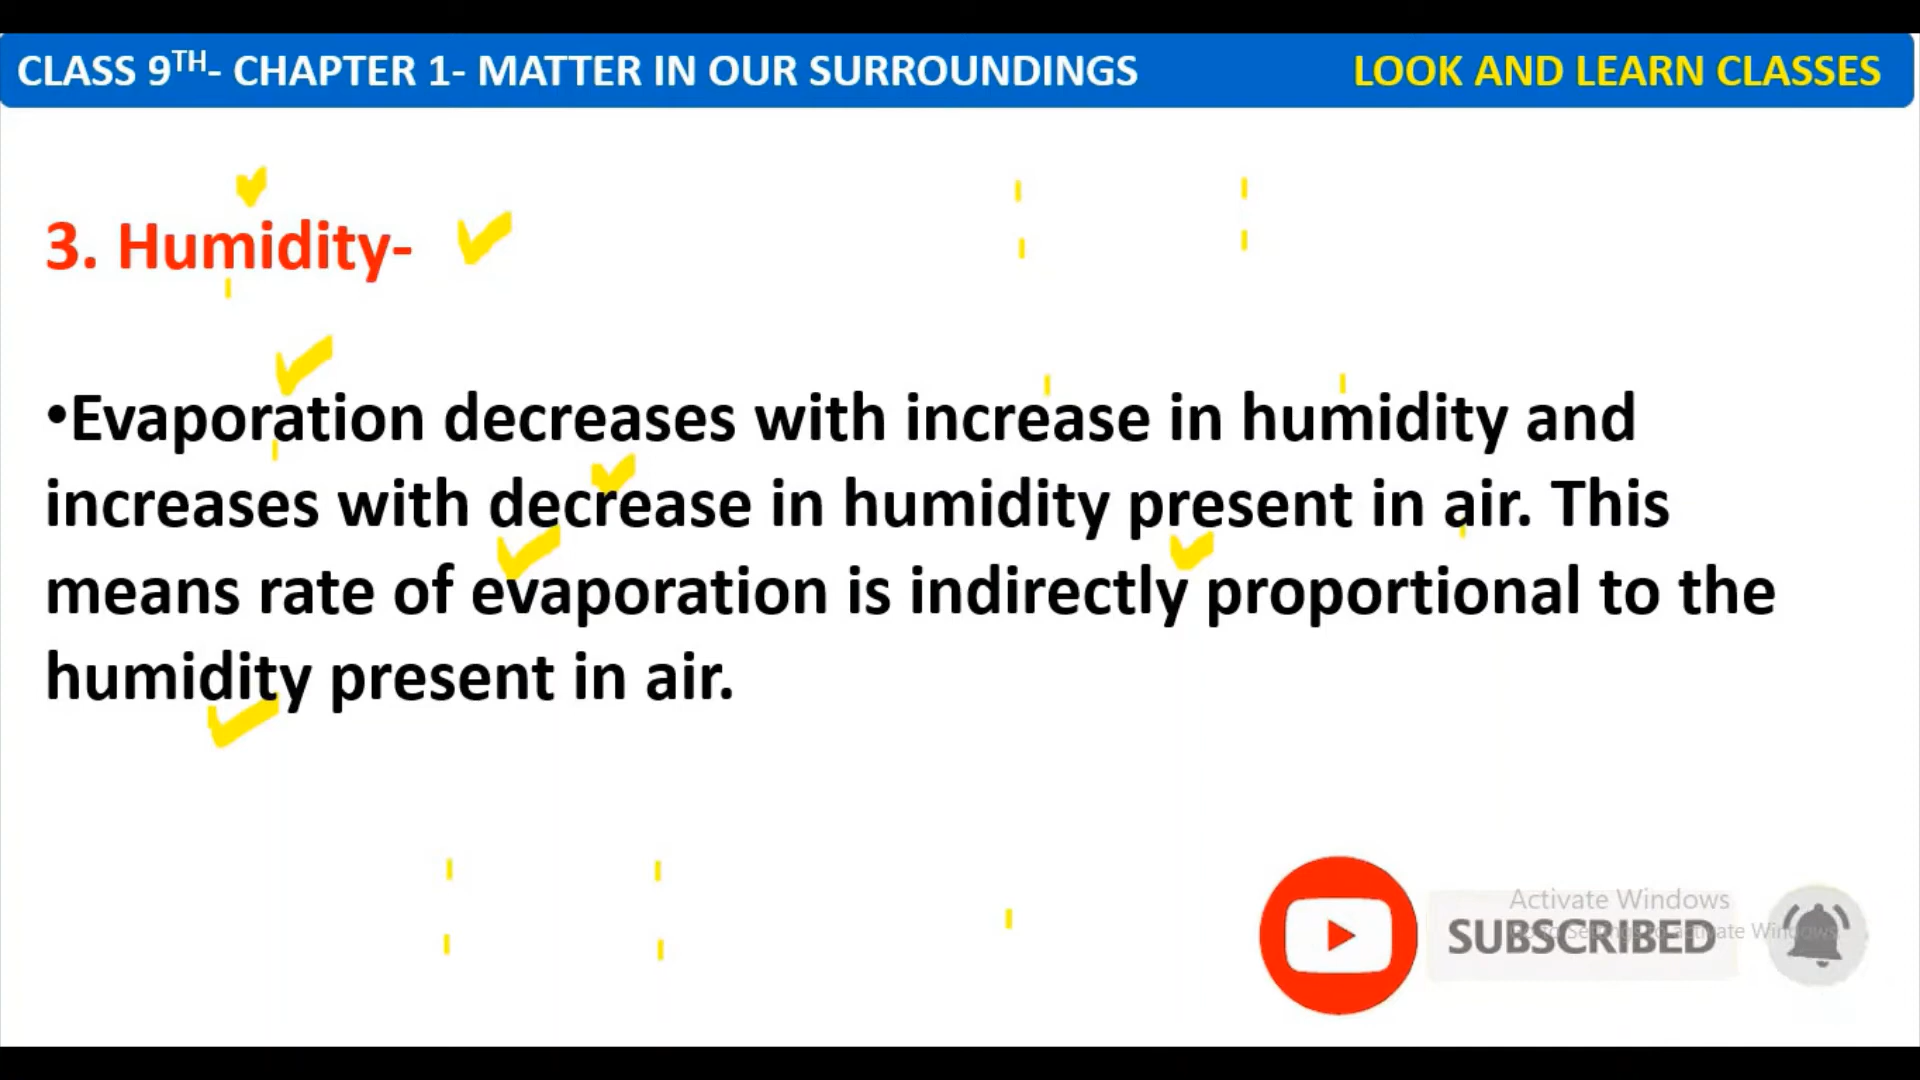 CLASS 9TH- CHAPTER 1- MATTER IN OUR SURROUNDINGS LOOK AND LEARN CLASSES
3. Humidity-
•Evaporation decreases with increase in humidity and
increases with decrease in humidity present in air. This
means rate of evaporation is indirectly proportional to the
humidity present in air.
Activate Windows
SUBSCRIBED